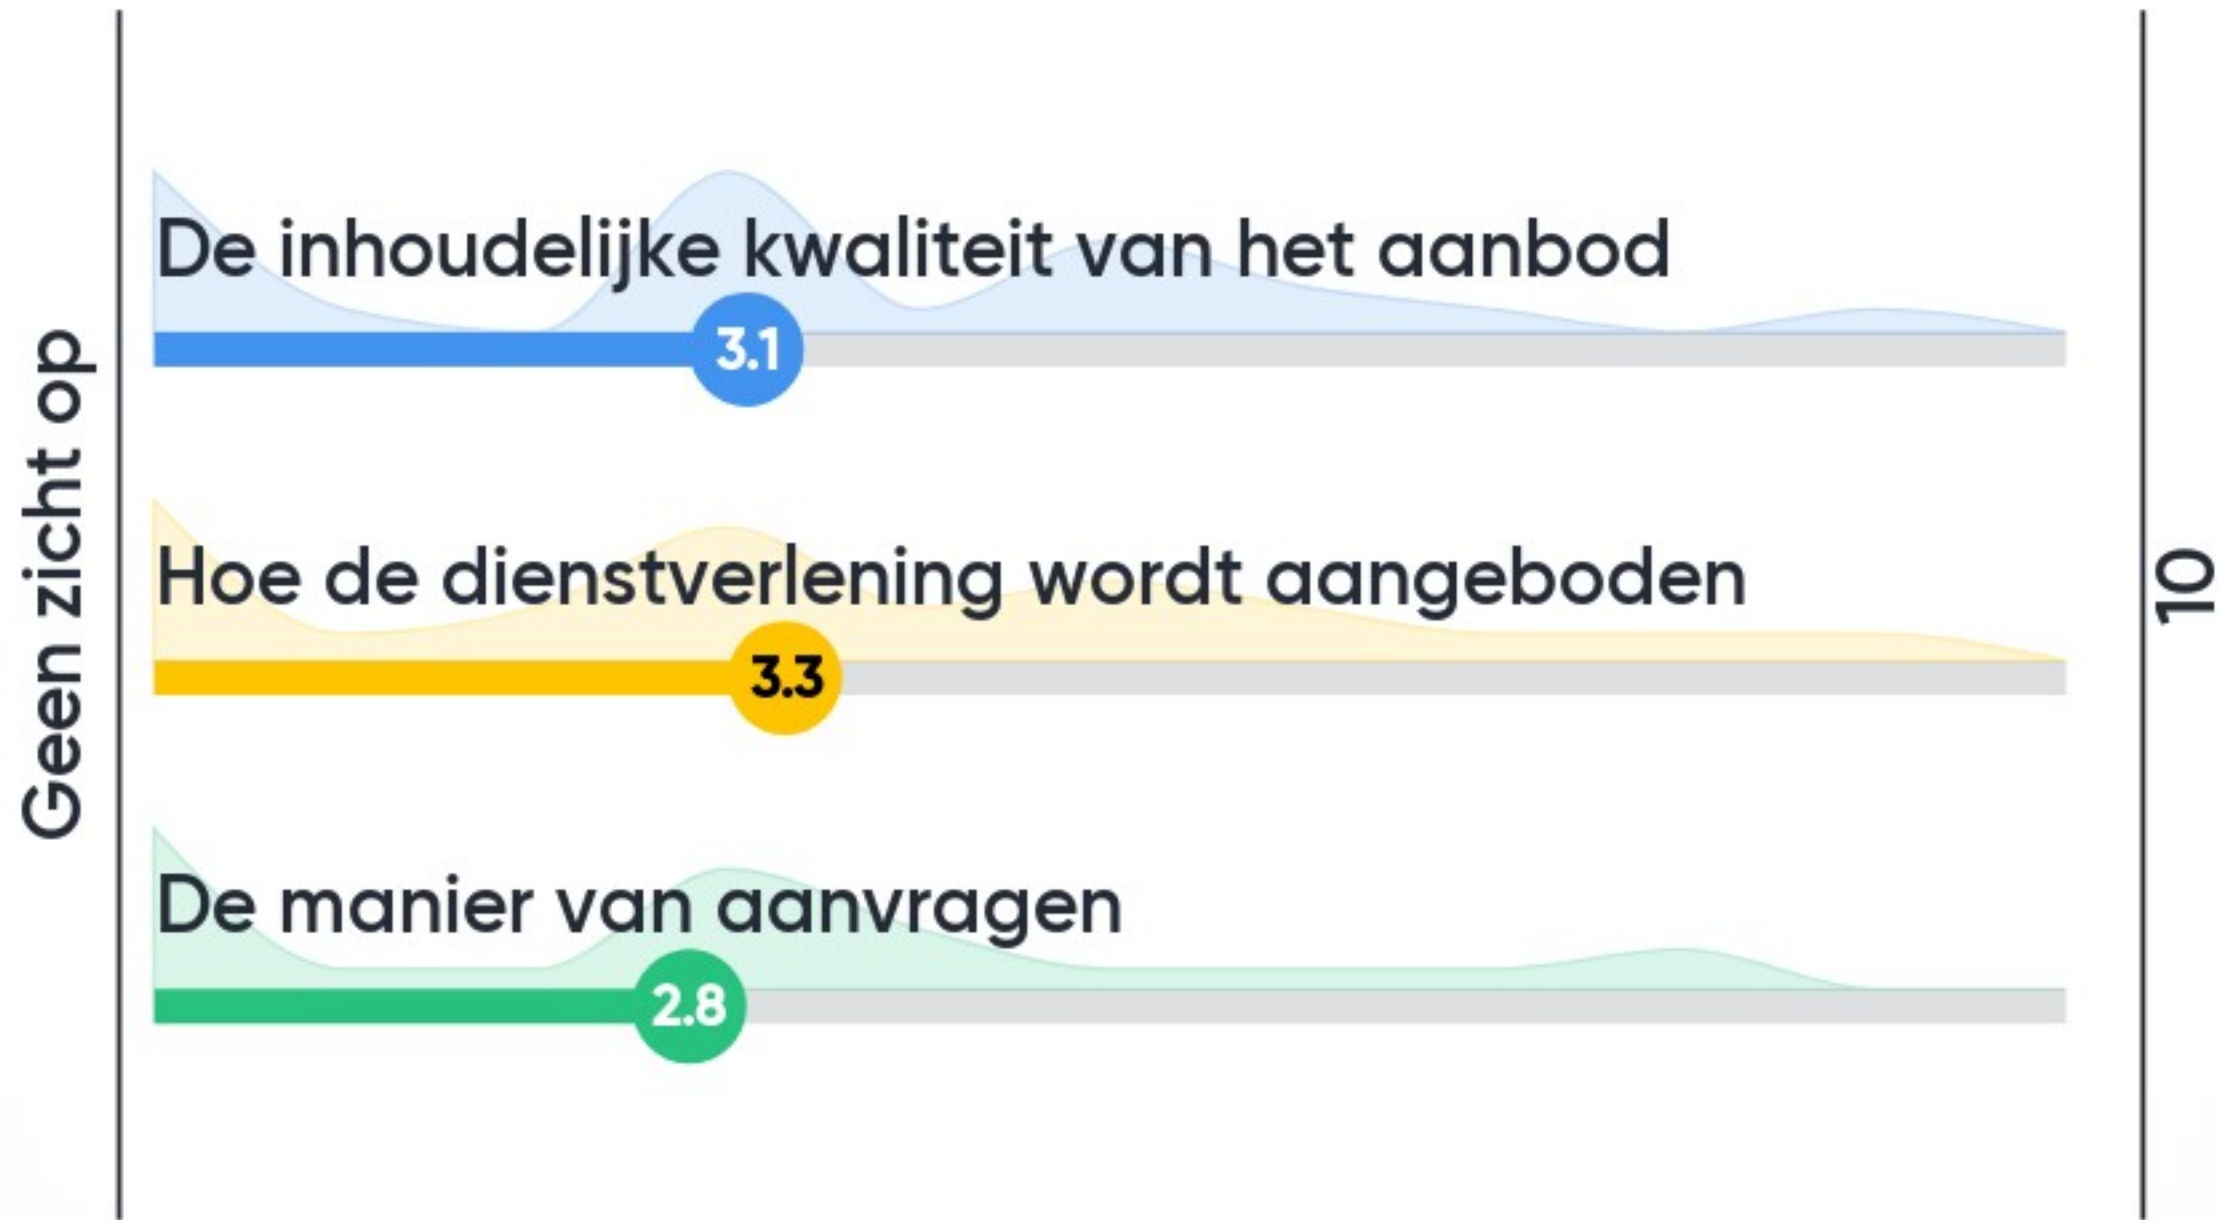 Geen zicht op
De inhoudelijke kwaliteit van het aanbod
3.1
Hoe de dienstverlening wordt aangeboden
3.3
De manier van aanvragen
2.8
10